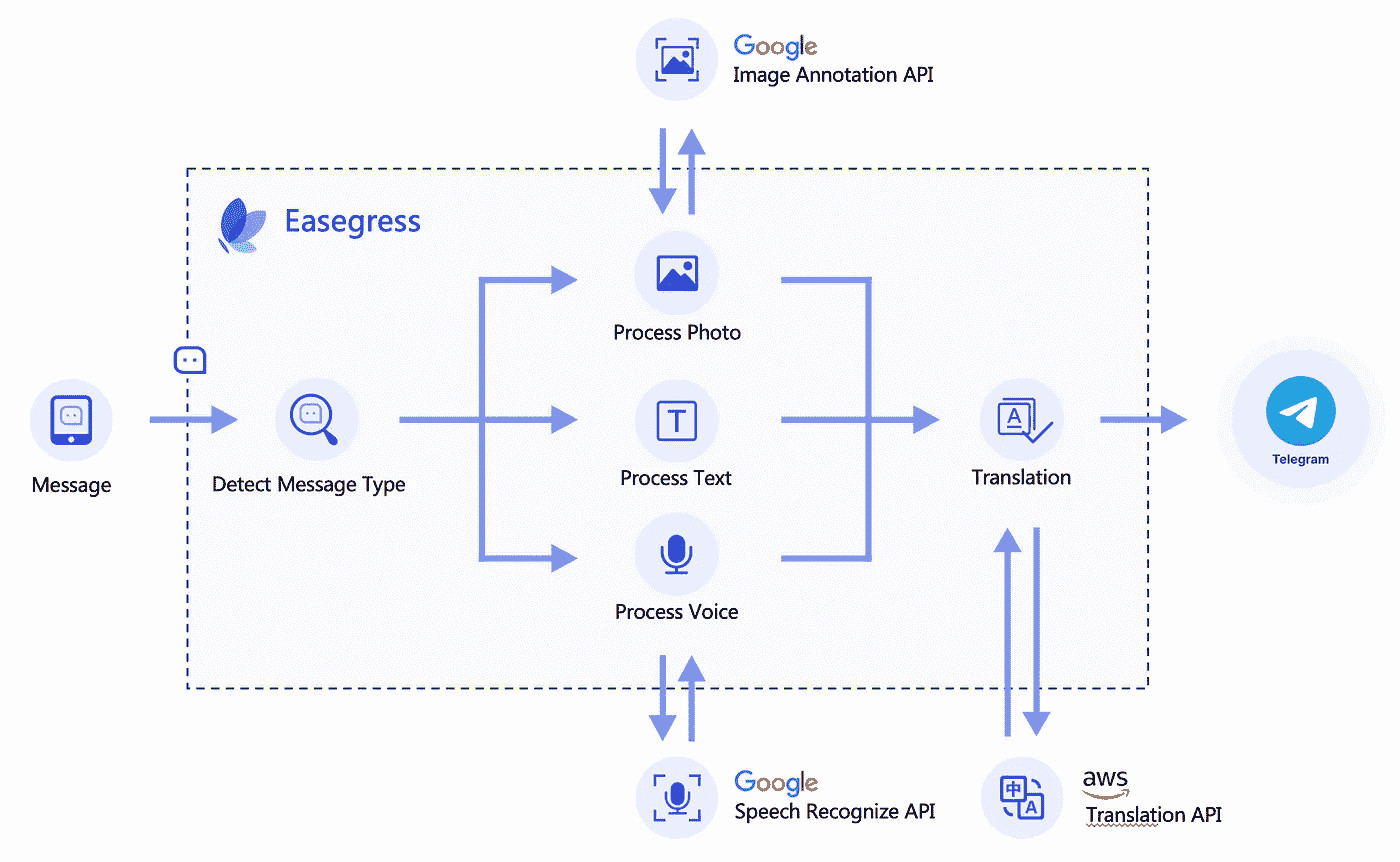 Google
Image Annotation API
Easegress
Process Photo
Message
Detect Message Type
T
Process Text
A
Translation
Telegram
Process Voice
Google
Speech Recognize API
中
A
aws
Translation API